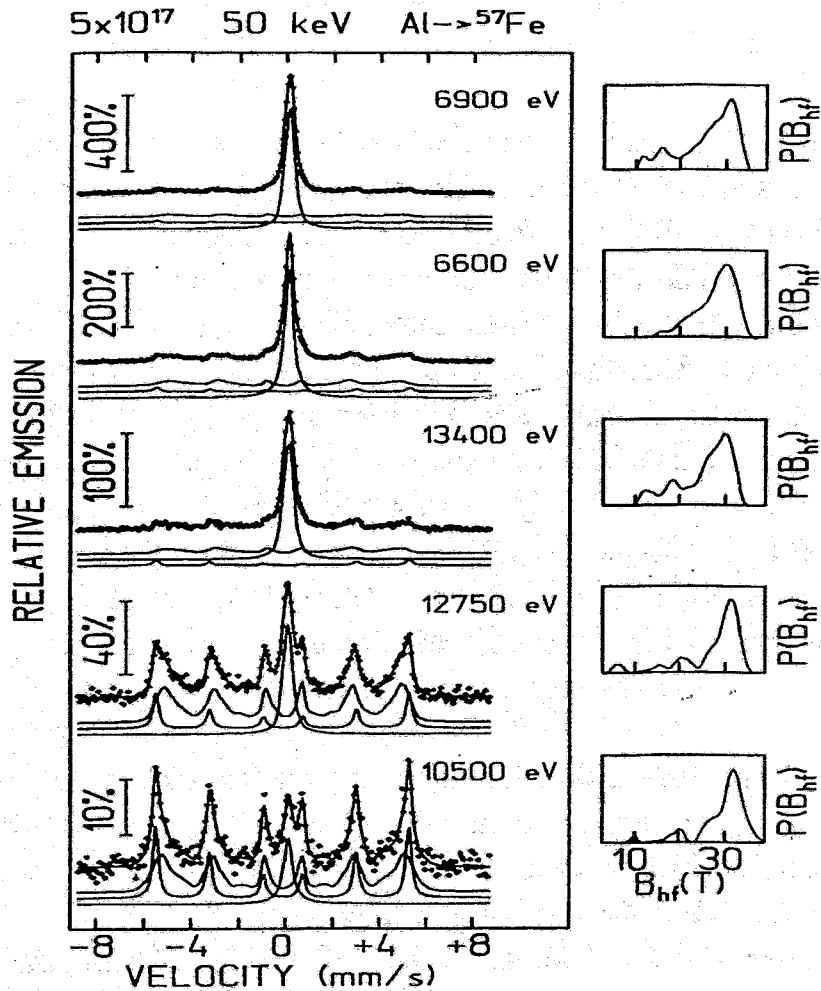 5x10¹⁷ 50 keV Al->⁵⁷Fe
RELATIVE EMISSION
400%
6900 eV
P(B_hf)
200%
6600 eV
P(B_hf)
100%
13400 eV
P(B_hf)
40%
12750 eV
P(B_hf)
10%
10500 eV
P(B_hf)
10 30
B_hf(T)
-8 -4 0 +4 +8
VELOCITY (mm/s)